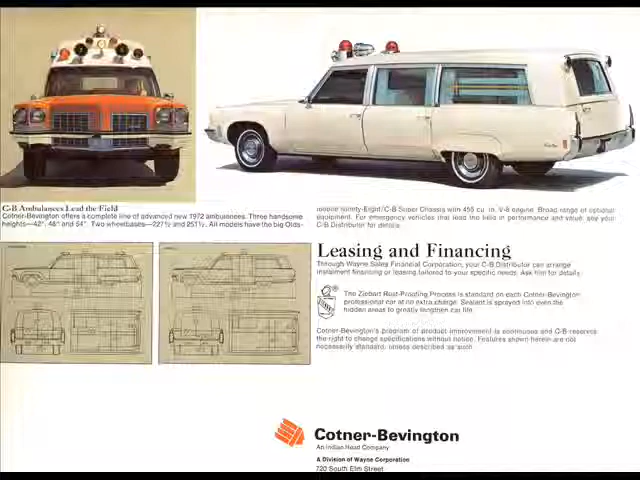 C-B Ambulances Lead the Field
Cotner-Bevington offers a complete line of advanced new 1972 ambulances. Three handsome
heights—42", 48" and 54". Two wheelbases—227½ and 251½. All models have the big Olds-
mobile Ninety-Eight/C-B Super Chassis with 455 cu. in. V-8 engine. Broad range of optional
equipment. For emergency vehicles that lead the field in performance and value, see your
C-B Distributor for details.
Leasing and Financing
Through Wayne Sales Financial Corporation, your C-B Distributor can arrange
instalment financing or leasing tailored to your specific needs. Ask him for details.
The Ziebart Rust-Proofing Process is standard on each Cotner-Bevington
professional car at no extra charge. Sealant is sprayed into even the
hidden areas to greatly lengthen car life.
Cotner-Bevington's program of product improvement is continuous and C-B reserves
the right to change specifications without notice. Features shown herein are not
necessarily standard, unless described as such.
Cotner-Bevington
An Indian Head Company
A Division of Wayne Corporation
720 South Elm Street